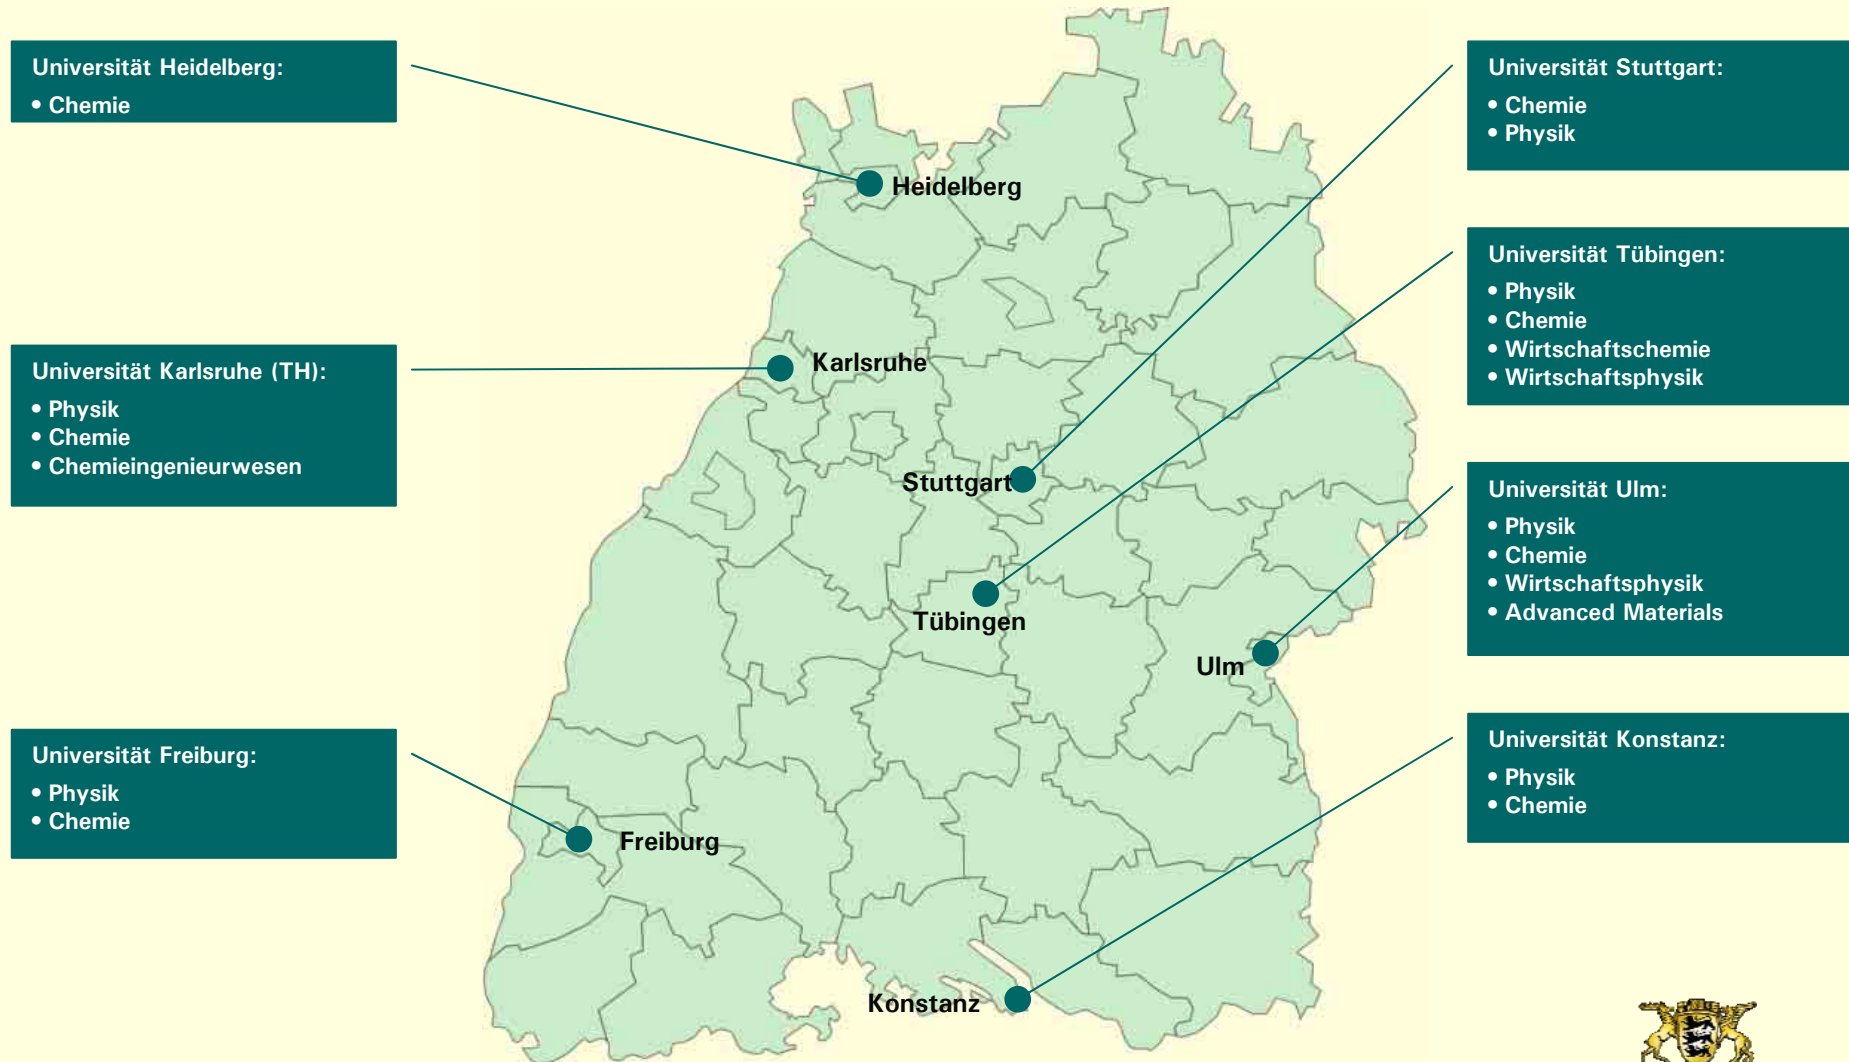 Universität Heidelberg:
• Chemie
Universität Karlsruhe (TH):
• Physik
• Chemie
• Chemieingenieurwesen
Universität Freiburg:
• Physik
• Chemie
Heidelberg
Karlsruhe
Stuttgart
Tübingen
Ulm
Freiburg
Konstanz
Universität Stuttgart:
• Chemie
• Physik
Universität Tübingen:
• Physik
• Chemie
• Wirtschaftschemie
• Wirtschaftsphysik
Universität Ulm:
• Physik
• Chemie
• Wirtschaftsphysik
• Advanced Materials
Universität Konstanz:
• Physik
• Chemie